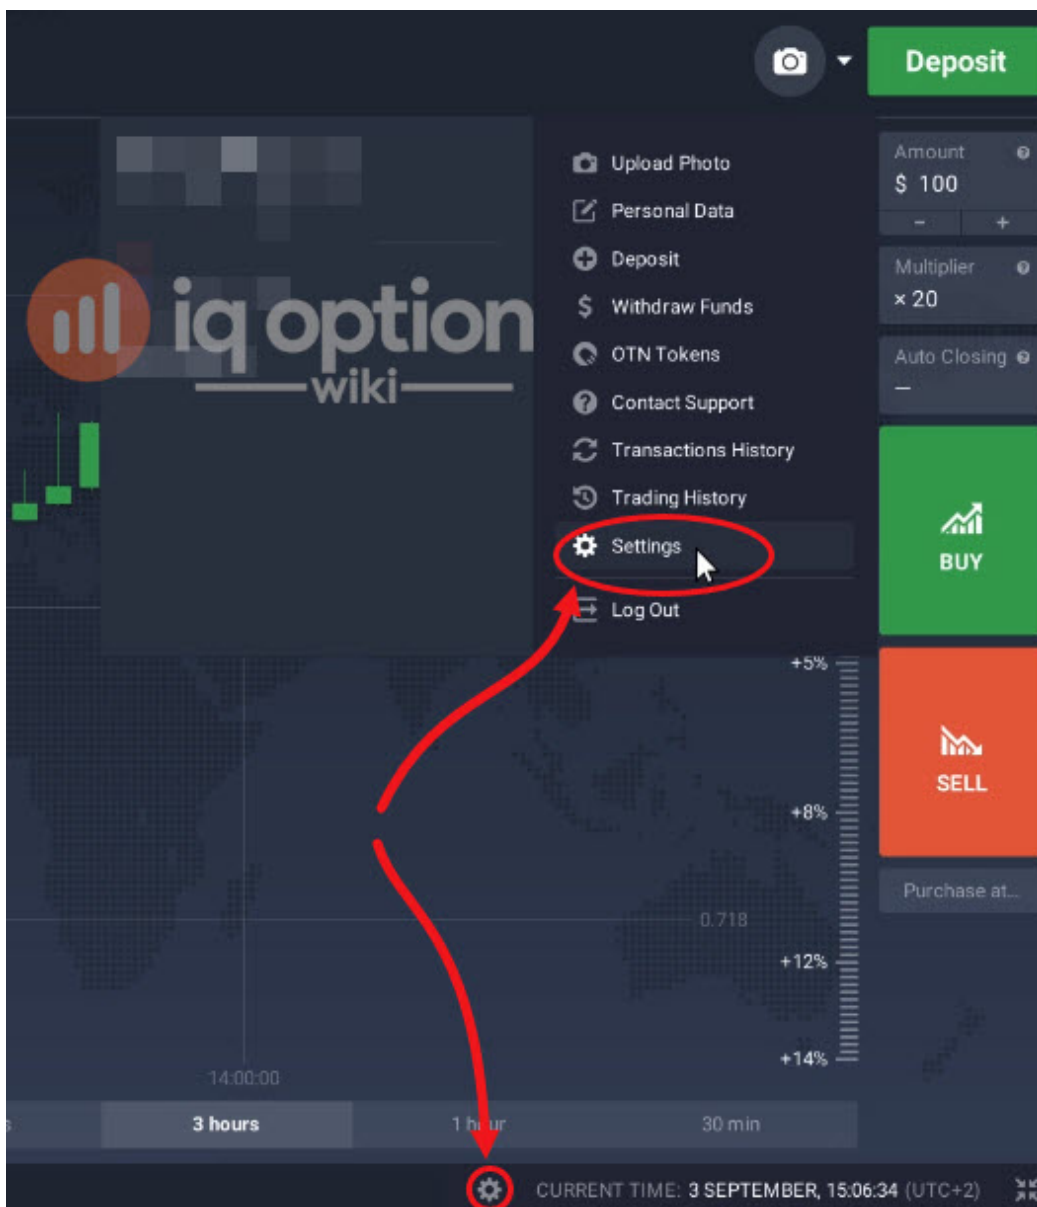 Deposit
Upload Photo
Personal Data
Deposit
Withdraw Funds
OTN Tokens
Contact Support
Transactions History
Trading History
Settings
Log Out
iq option
wiki
Amount
$ 100
- +
Multiplier
× 20
Auto Closing
—
BUY
SELL
Purchase at...
+5%
+8%
0.718
+12%
+14%
14:00:00
3 hours
1 hour
30 min
CURRENT TIME: 3 SEPTEMBER, 15:06:34 (UTC+2)